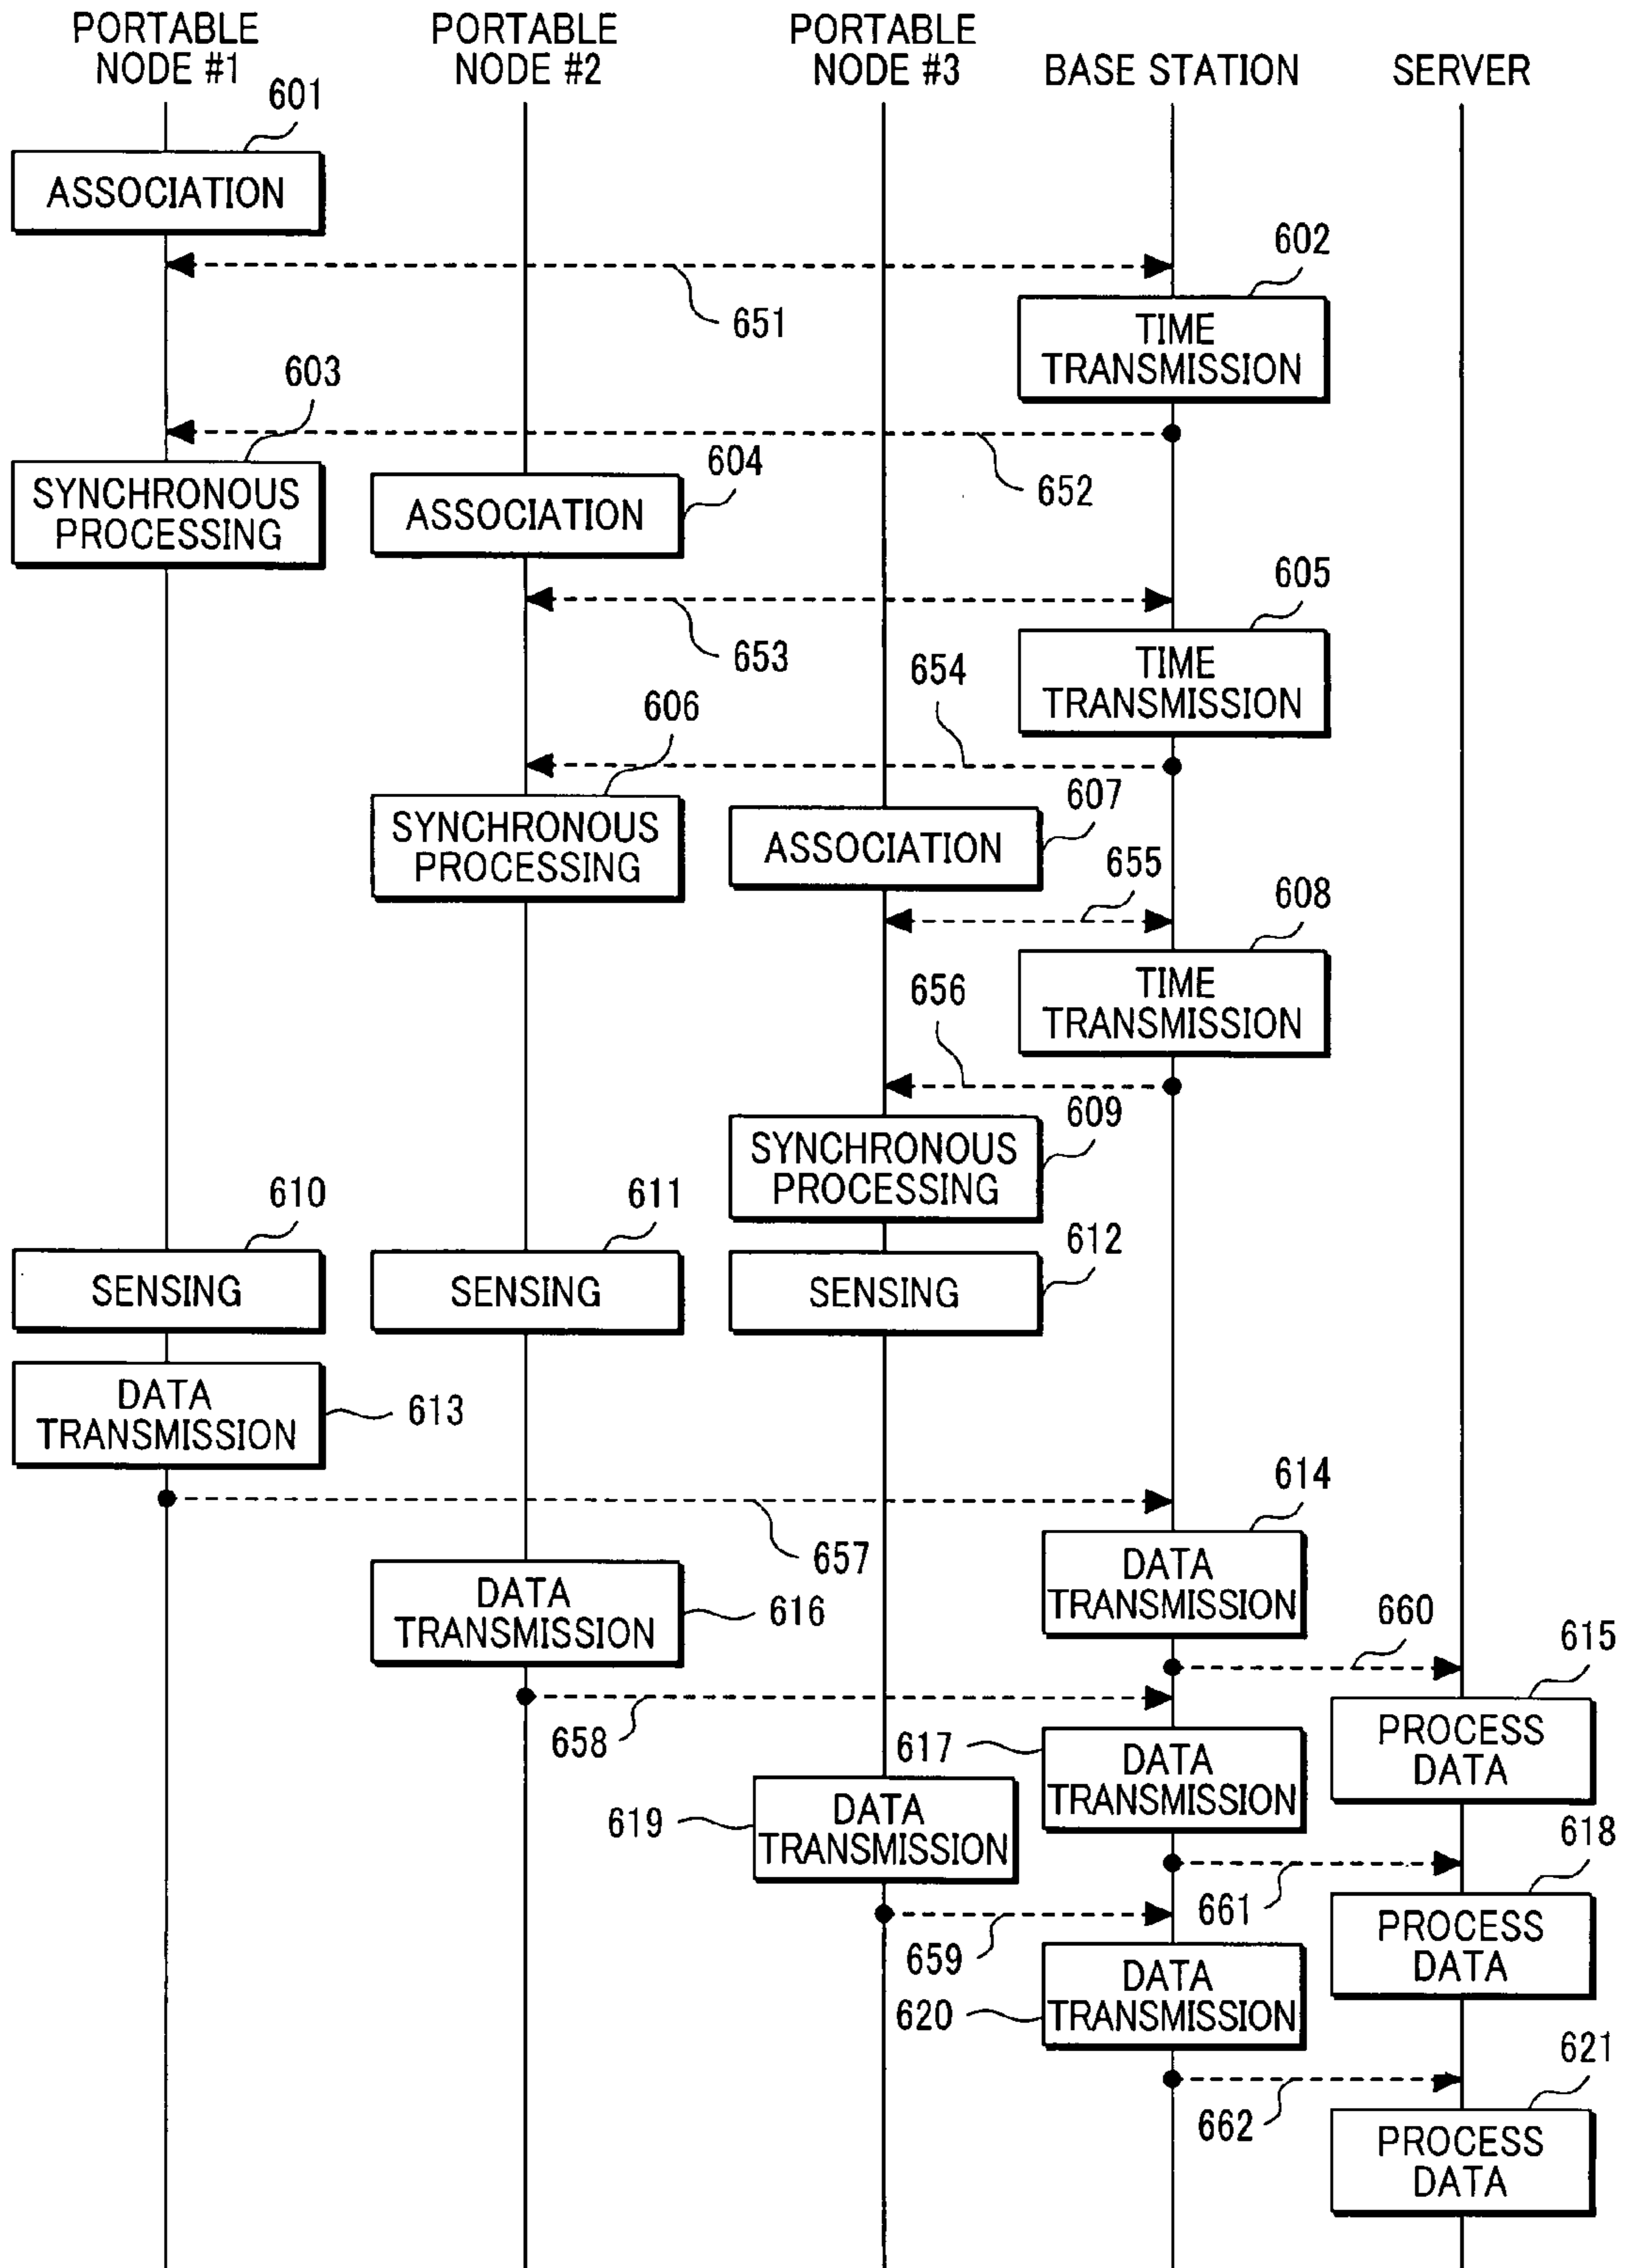 PORTABLE
NODE #1
PORTABLE
NODE #2
PORTABLE
NODE #3
BASE STATION
SERVER
601
ASSOCIATION
602
651
TIME
TRANSMISSION
603
652
604
SYNCHRONOUS
PROCESSING
ASSOCIATION
605
653
654
TIME
TRANSMISSION
606
607
SYNCHRONOUS
PROCESSING
ASSOCIATION
655
608
656
TIME
TRANSMISSION
609
SYNCHRONOUS
PROCESSING
610
611
612
SENSING
SENSING
SENSING
DATA
TRANSMISSION
613
614
657
DATA
TRANSMISSION
616
DATA
TRANSMISSION
660
615
658
617
DATA
TRANSMISSION
PROCESS
DATA
619
DATA
TRANSMISSION
618
661
659
PROCESS
DATA
620
DATA
TRANSMISSION
621
662
PROCESS
DATA